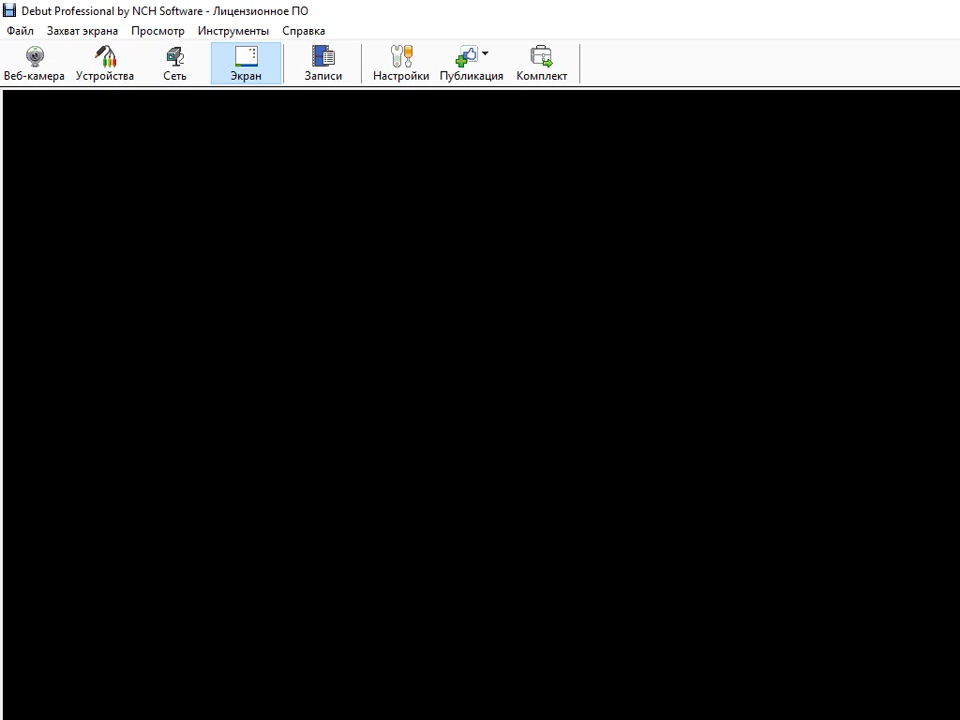 Debut Professional by NCH Software - Лицензионное ПО
Файл Захват экрана Просмотр Инструменты Справка
Веб-камера Устройства Сеть Экран Записи Настройки Публикация Комплект